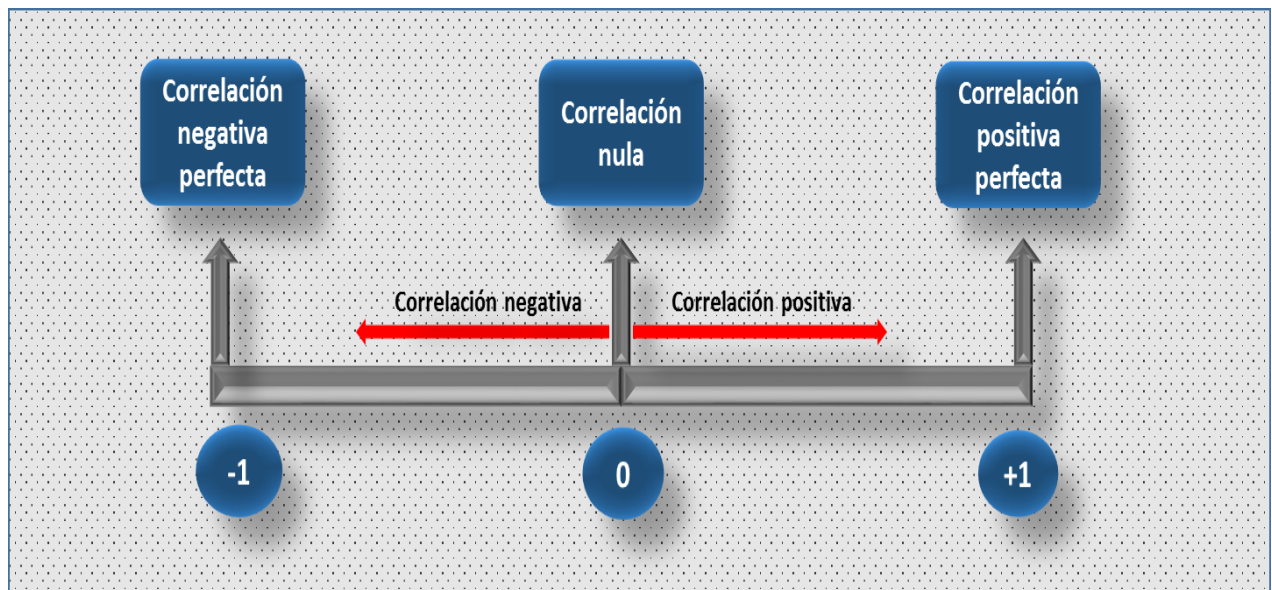 Correlación
negativa
perfecta
Correlación
nula
Correlación
positiva
perfecta
Correlación negativa
Correlación positiva
-1
0
+1